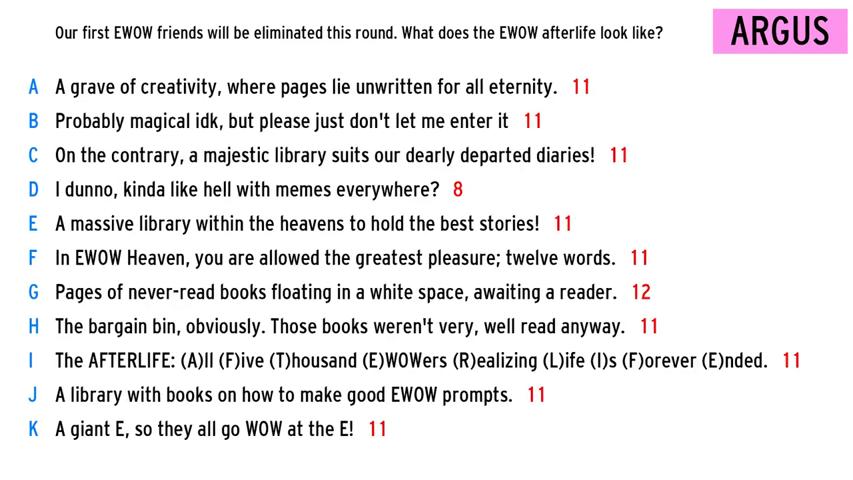 Our first EWOW friends will be eliminated this round. What does the EWOW afterlife look like?
ARGUS
A A grave of creativity, where pages lie unwritten for all eternity. 11
B Probably magical idk, but please just don't let me enter it 11
C On the contrary, a majestic library suits our dearly departed diaries! 11
D I dunno, kinda like hell with memes everywhere? 8
E A massive library within the heavens to hold the best stories! 11
F In EWOW Heaven, you are allowed the greatest pleasure; twelve words. 11
G Pages of never-read books floating in a white space, awaiting a reader. 12
H The bargain bin, obviously. Those books weren't very, well read anyway. 11
I The AFTERLIFE: (A)ll (F)ive (T)housand (E)WOWers (R)ealizing (L)ife (I)s (F)orever (E)nded. 11
J A library with books on how to make good EWOW prompts. 11
K A giant E, so they all go WOW at the E! 11